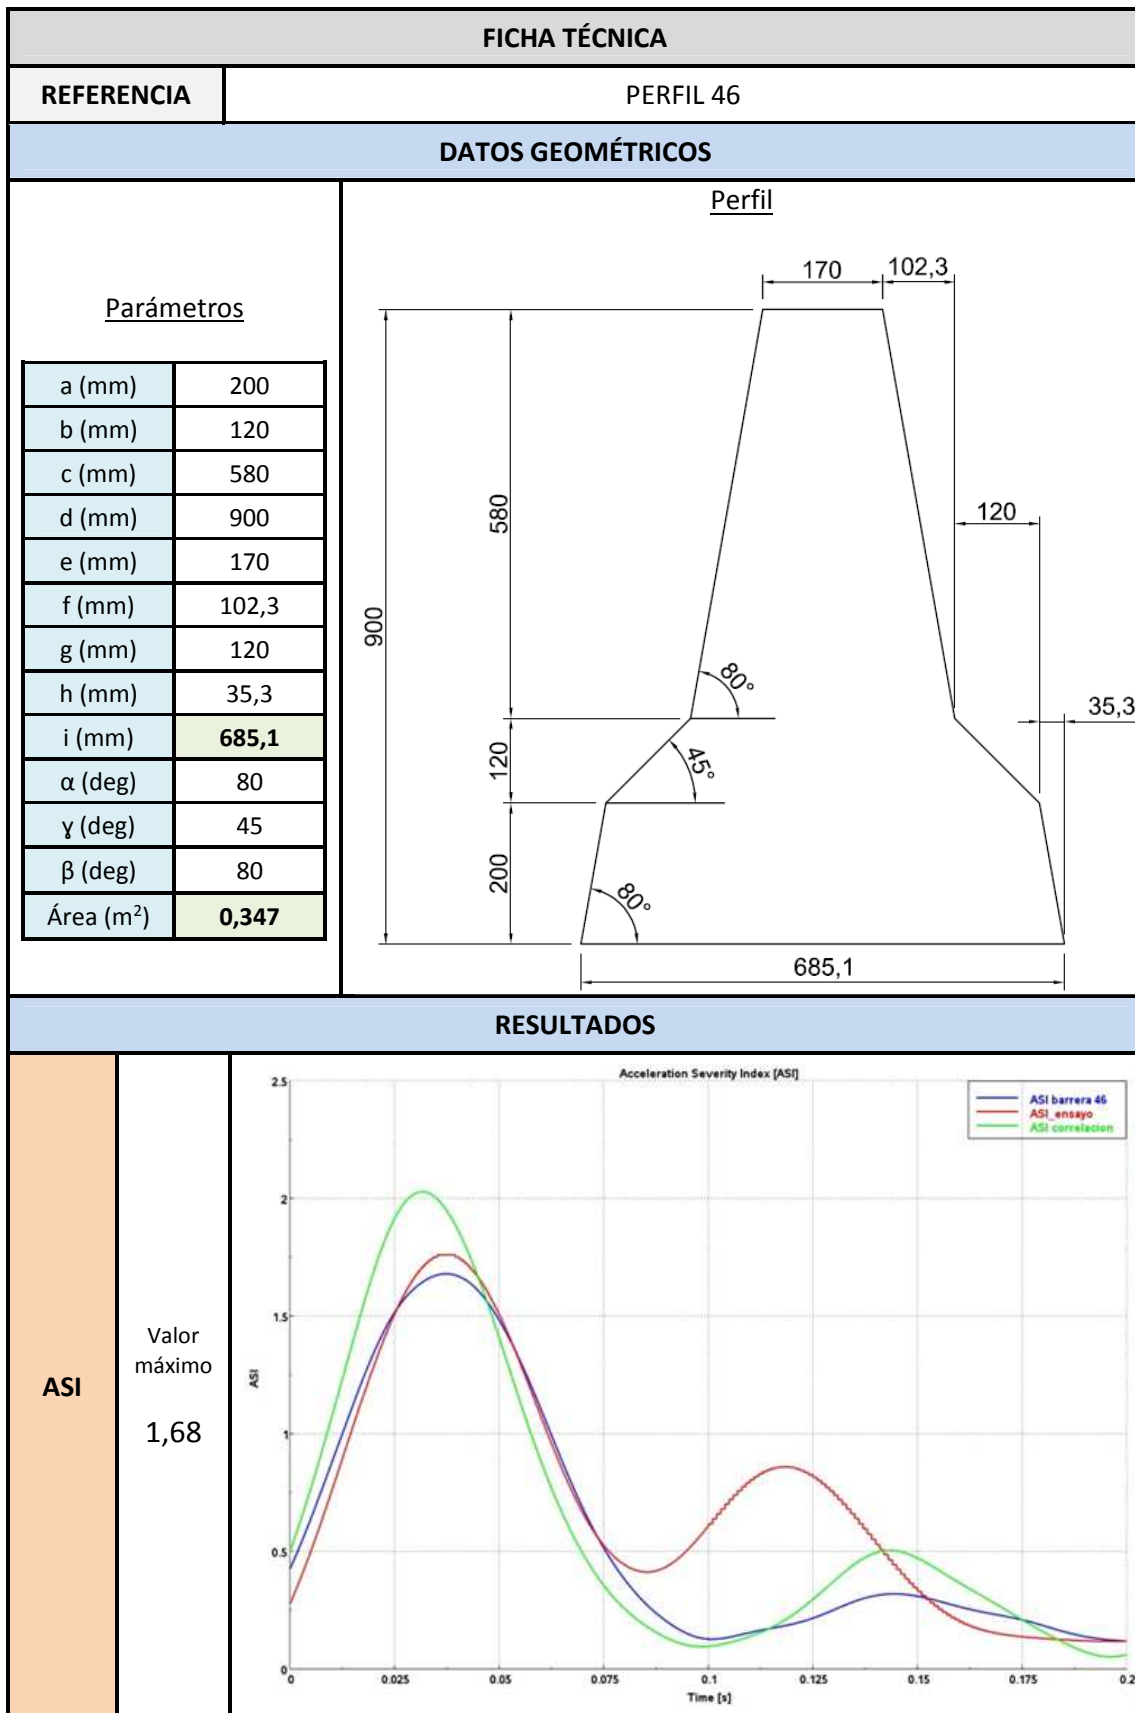 FICHA TÉCNICA
REFERENCIA PERFIL 46
DATOS GEOMÉTRICOS
Parámetros
a (mm) 200
b (mm) 120
c (mm) 580
d (mm) 900
e (mm) 170
f (mm) 102,3
g (mm) 120
h (mm) 35,3
i (mm) 685,1
α (deg) 80
ɣ (deg) 45
β (deg) 80
Área (m²) 0,347
Perfil
170 102,3
580
120
900
80°
35,3
120
45°
200
80°
685,1
RESULTADOS
ASI
Valor
máximo
1,68
Acceleration Severity Index [ASI]
ASI barrera 46
ASI_ensayo
ASI correlacion
2.5
2
1.5
1
0.5
0
ASI
0 0.025 0.05 0.075 0.1 0.125 0.15 0.175 0.2
Time [s]